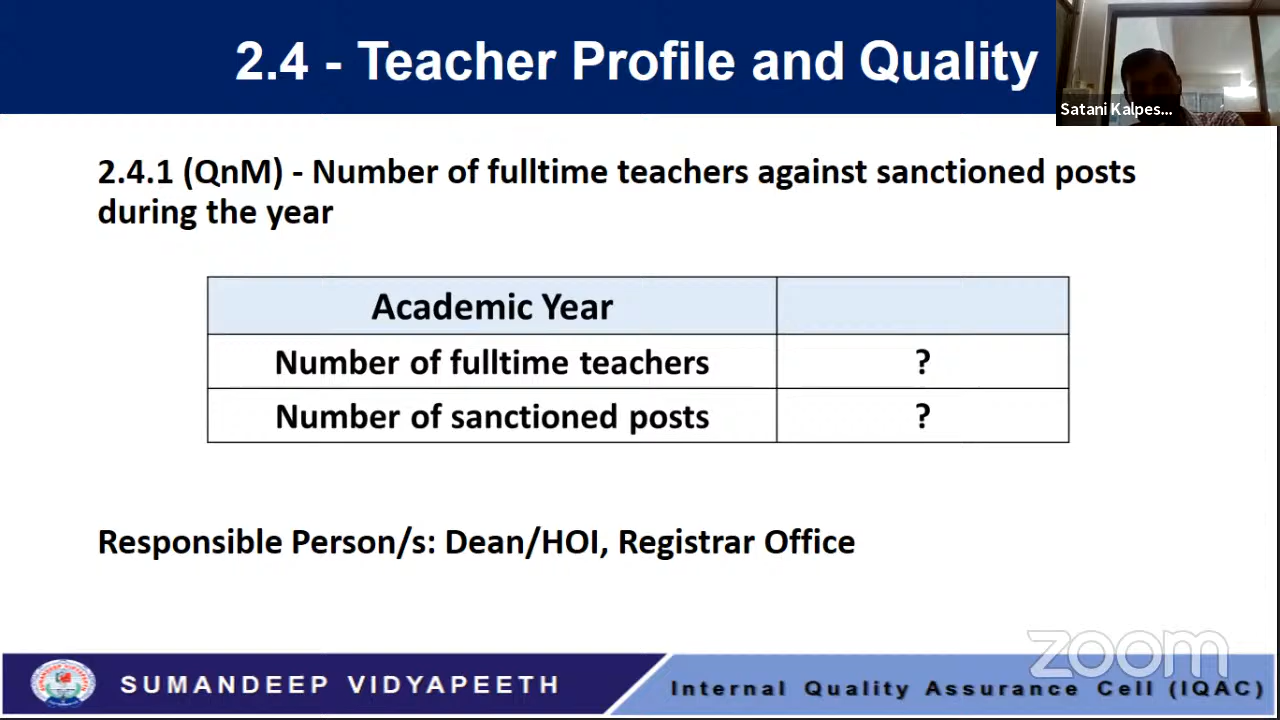 2.4 - Teacher Profile and Quality
Satani Kalpes...
2.4.1 (QnM) - Number of fulltime teachers against sanctioned posts
during the year
Academic Year
Number of fulltime teachers ?
Number of sanctioned posts ?
Responsible Person/s: Dean/HOI, Registrar Office
zoom
SUMANDEEP VIDYAPEETH
Internal Quality Assurance Cell (IQAC)